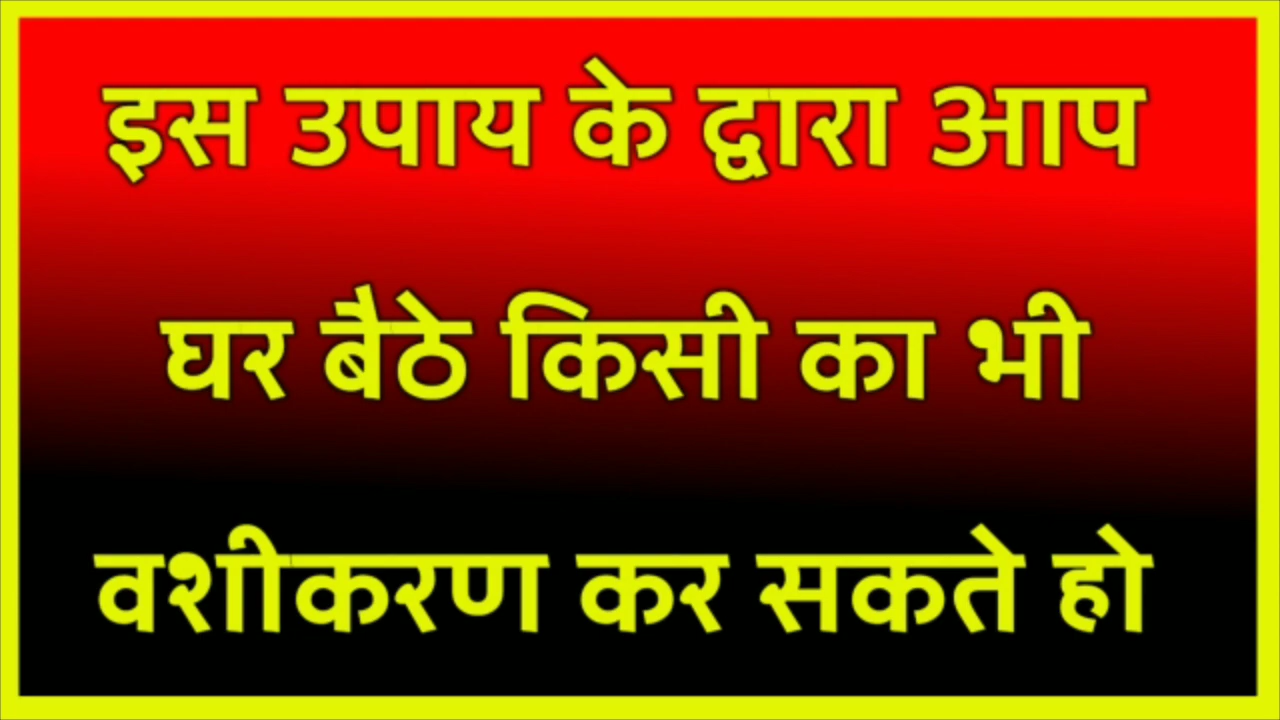 इस उपाय के द्वारा आप
घर बैठे किसी का भी
वशीकरण कर सकते हो